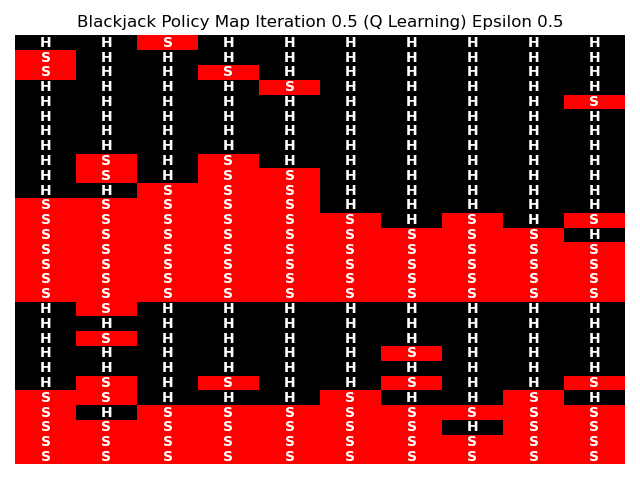 Blackjack Policy Map Iteration 0.5 (Q Learning) Epsilon 0.5
H H S H H H H H H H
S H H H H H H H H H
S H H S H H H H H H
H H H H S H H H H H
H H H H H H H H H S
H H H H H H H H H H
H H H H H H H H H H
H H H H H H H H H H
H S H S H H H H H H
H S H S S H H H H H
H H S S S H H H H H
S S S S S H H H H H
S S S S S S H S H S
S S S S S S S S S H
S S S S S S S S S S
S S S S S S S S S S
S S S S S S S S S S
S S S S S S S S S S
H S H H H H H H H H
H H H H H H H H H H
H S H H H H H H H H
H H H H H H S H H H
H H H H H H H H H H
H S H S H H S H H S
S S H H H S H H S H
S H S S S S S S S S
S S S S S S S H S S
S S S S S S S S S S
S S S S S S S S S S